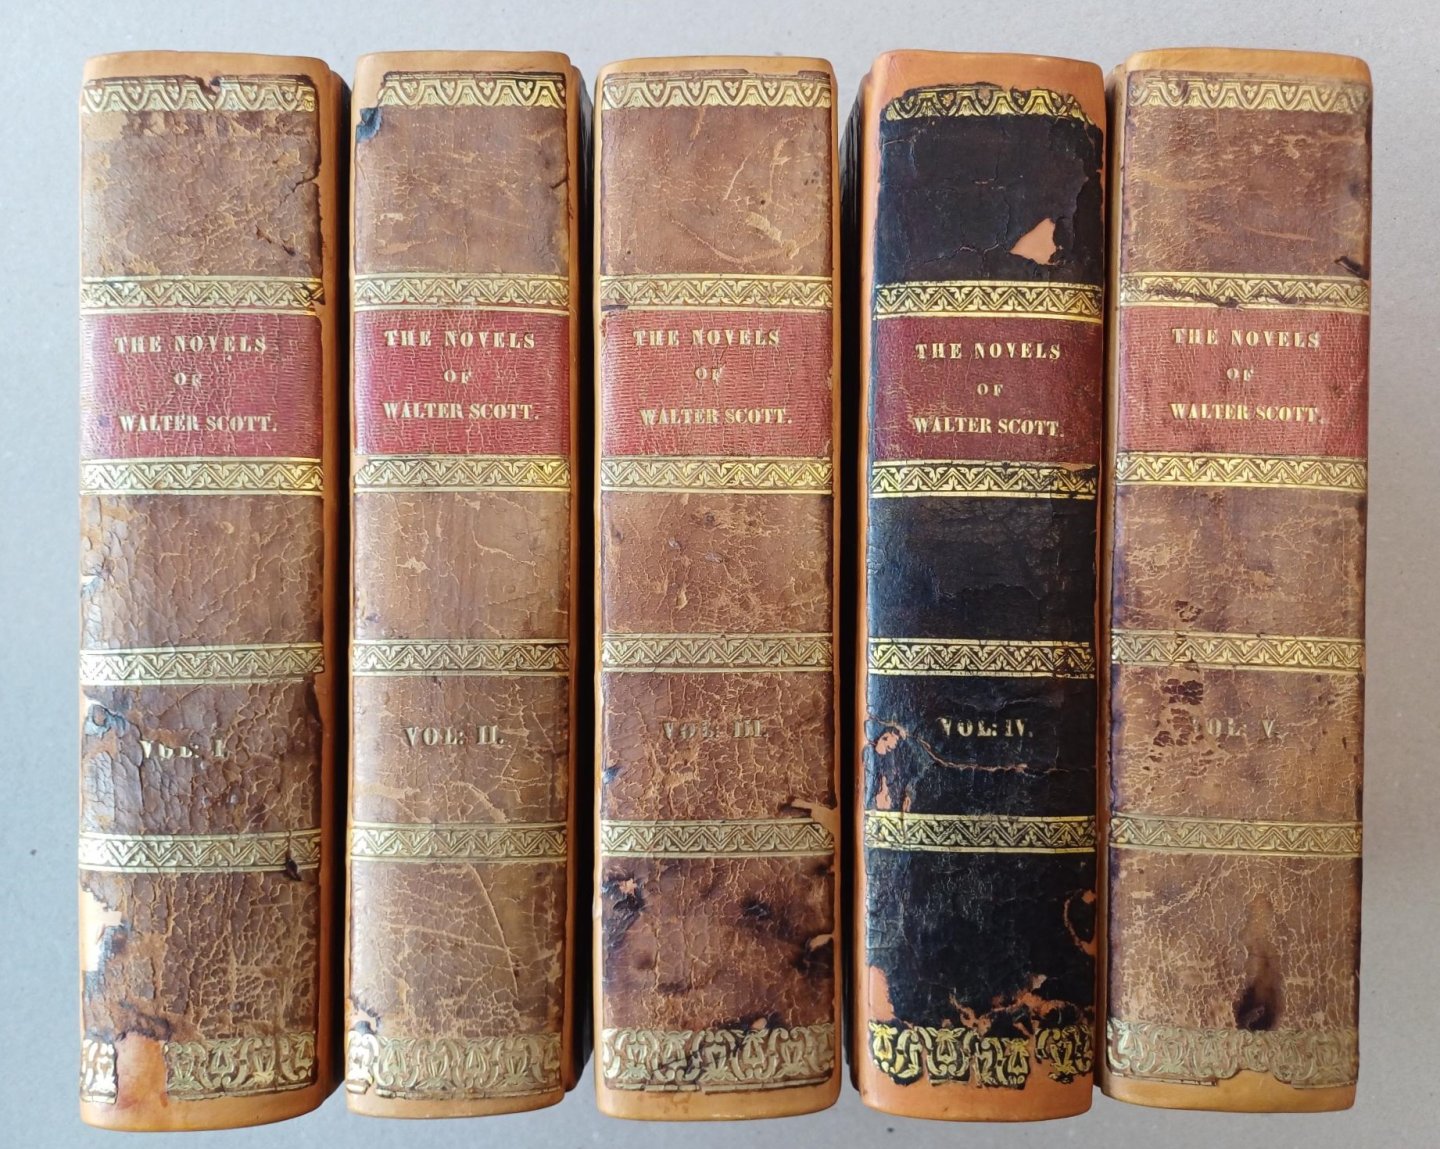 THE NOVELS
OF
WALTER SCOTT.
VOL: I.
THE NOVELS
OF
WALTER SCOTT.
VOL: II.
THE NOVELS
OF
WALTER SCOTT.
VOL: III.
THE NOVELS
OF
WALTER SCOTT.
VOL: IV.
THE NOVELS
OF
WALTER SCOTT.
VOL: V.